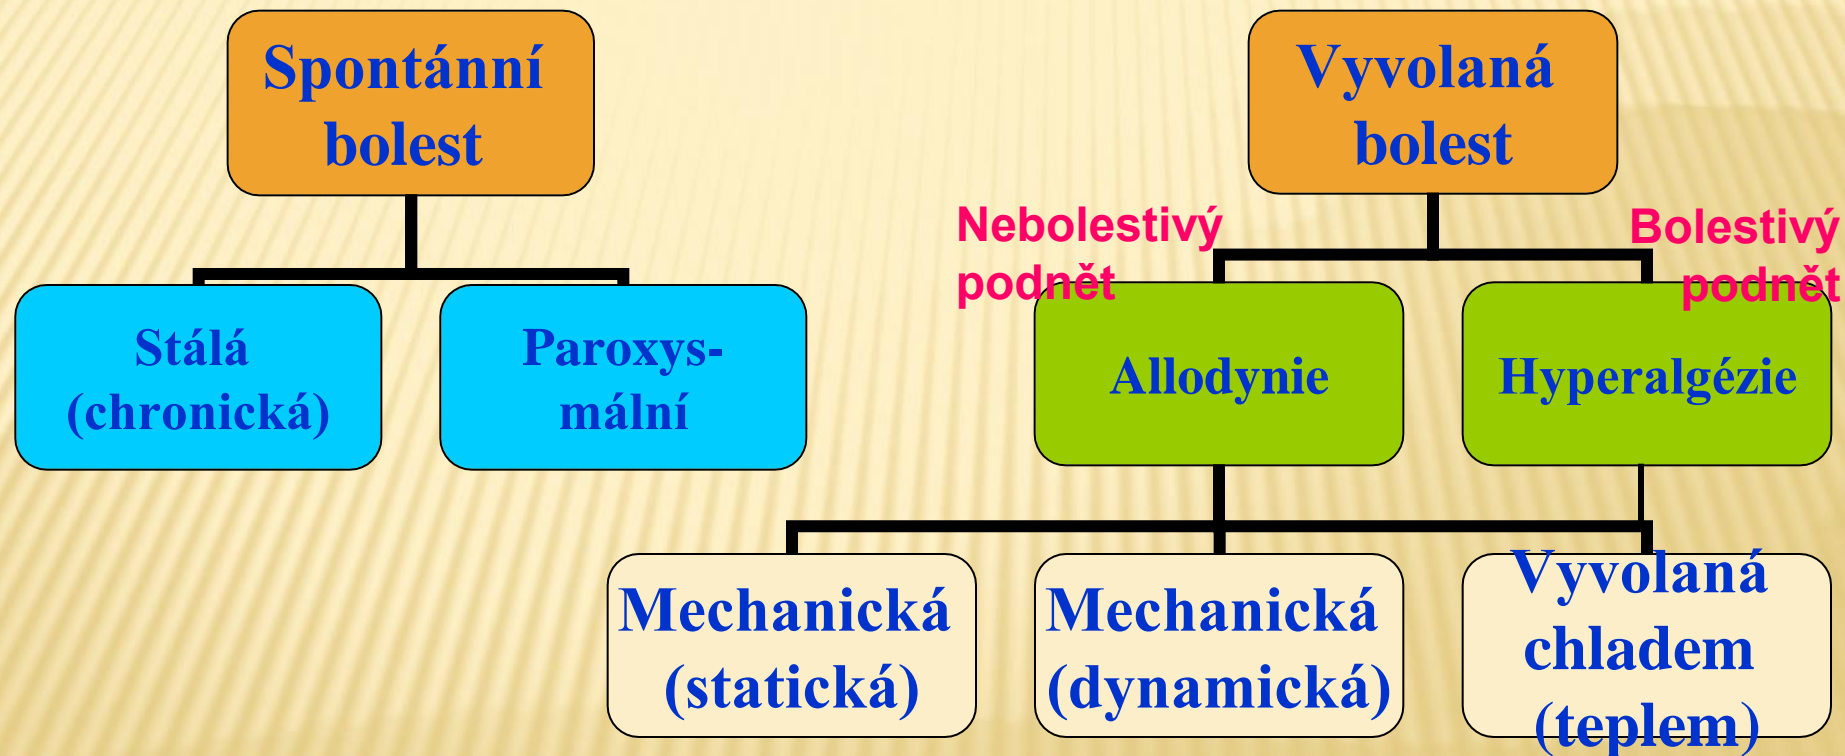 Spontánní
bolest
Vyvolaná
bolest
Nebolestivý
podnět
Bolestivý
podnět
Stálá
(chronická)
Paroxys-
mální
Allodynie
Hyperalgézie
Mechanická
(statická)
Mechanická
(dynamická)
Vyvolaná
chladem
(teplem)